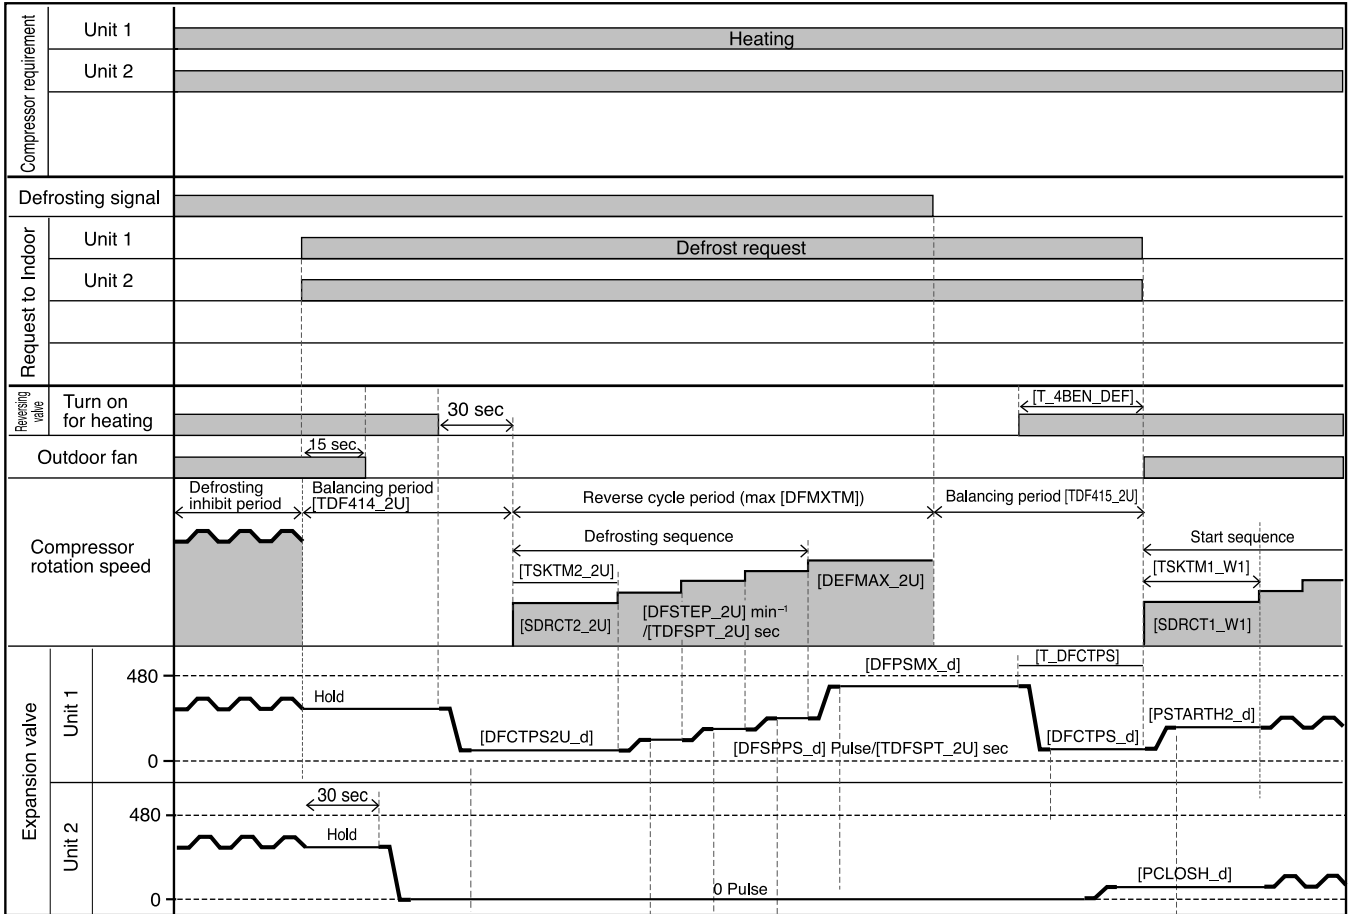 Compressor requirement
Unit 1
Heating
Unit 2
Defrosting signal
Request to Indoor
Unit 1
Defrost request
Unit 2
Reversing
valve
Turn on
for heating
30 sec
[T_4BEN_DEF]
Outdoor fan
15 sec
Defrosting
inhibit period
Balancing period
[TDF414_2U]
Reverse cycle period (max [DFMXTM])
Balancing period [TDF415_2U]
Compressor
rotation speed
Defrosting sequence
Start sequence
[TSKTM2_2U]
[TSKTM1_W1]
[SDRCT2_2U]
[DFSTEP_2U] min⁻¹
/[TDFSPT_2U] sec
[DEFMAX_2U]
[SDRCT1_W1]
Expansion valve
Unit 1
480
0
Hold
[DFCTPS2U_d]
[DFSPPS_d] Pulse/[TDFSPT_2U] sec
[DFPSMX_d]
[T_DFCTPS]
[DFCTPS_d]
[PSTARTH2_d]
Unit 2
480
0
30 sec
Hold
0 Pulse
[PCLOSH_d]